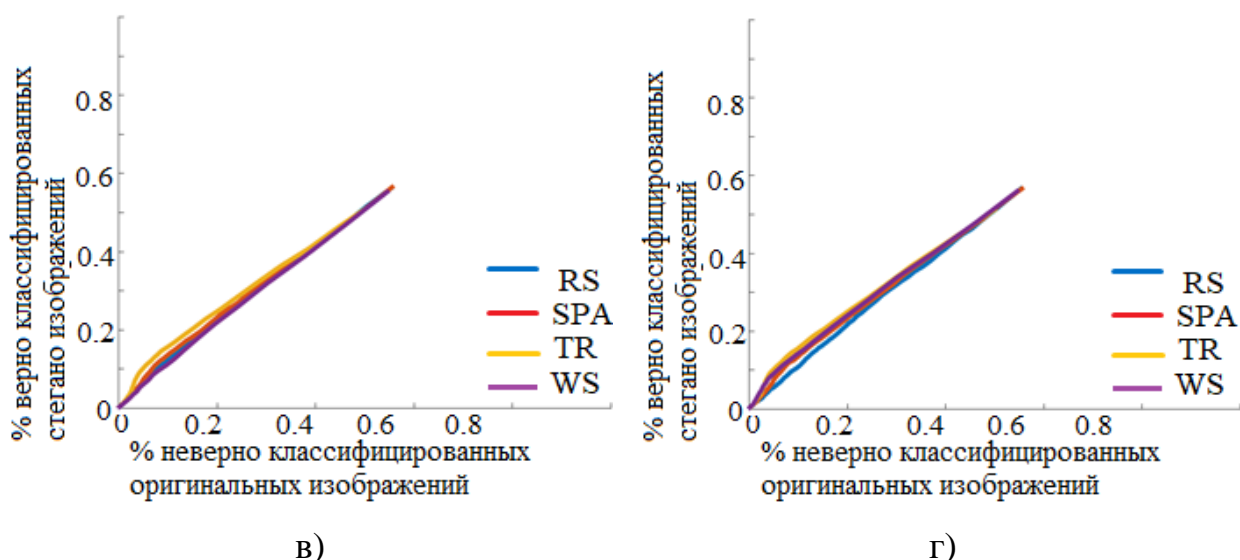 % верно классифицированных
стегано изображений
0.8
0.6
0.4
0.2
0
RS
SPA
TR
WS
0 0.2 0.4 0.6 0.8
% неверно классифицированных
оригинальных изображений
в)
% верно классифицированных
стегано изображений
0.8
0.6
0.4
0.2
0
RS
SPA
TR
WS
0 0.2 0.4 0.6 0.8
% неверно классифицированных
оригинальных изображений
г)